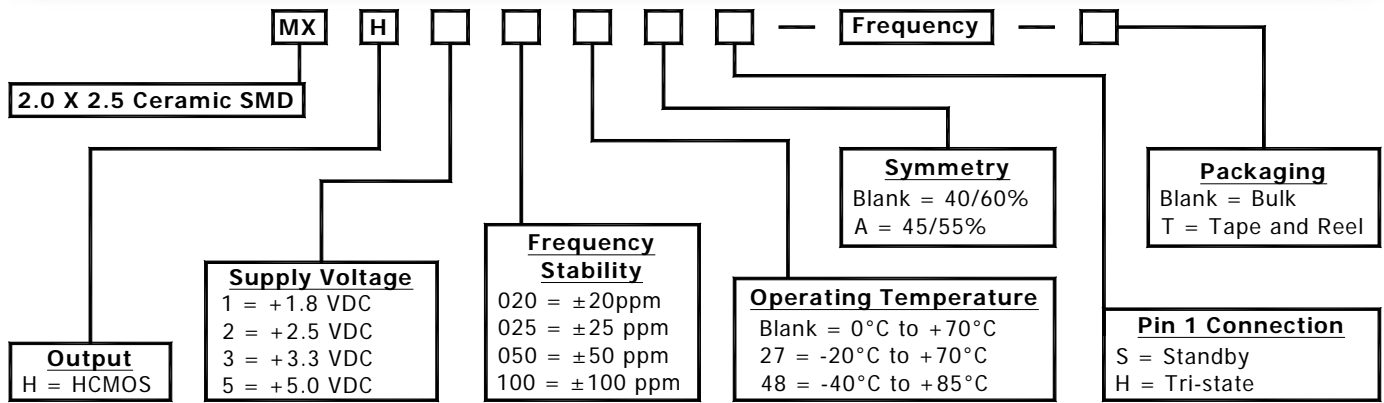 MX H — Frequency —
2.0 X 2.5 Ceramic SMD
Output
H = HCMOS
Supply Voltage
1 = +1.8 VDC
2 = +2.5 VDC
3 = +3.3 VDC
5 = +5.0 VDC
Frequency
Stability
020 = ±20ppm
025 = ±25 ppm
050 = ±50 ppm
100 = ±100 ppm
Operating Temperature
Blank = 0°C to +70°C
27 = -20°C to +70°C
48 = -40°C to +85°C
Symmetry
Blank = 40/60%
A = 45/55%
Pin 1 Connection
S = Standby
H = Tri-state
Packaging
Blank = Bulk
T = Tape and Reel